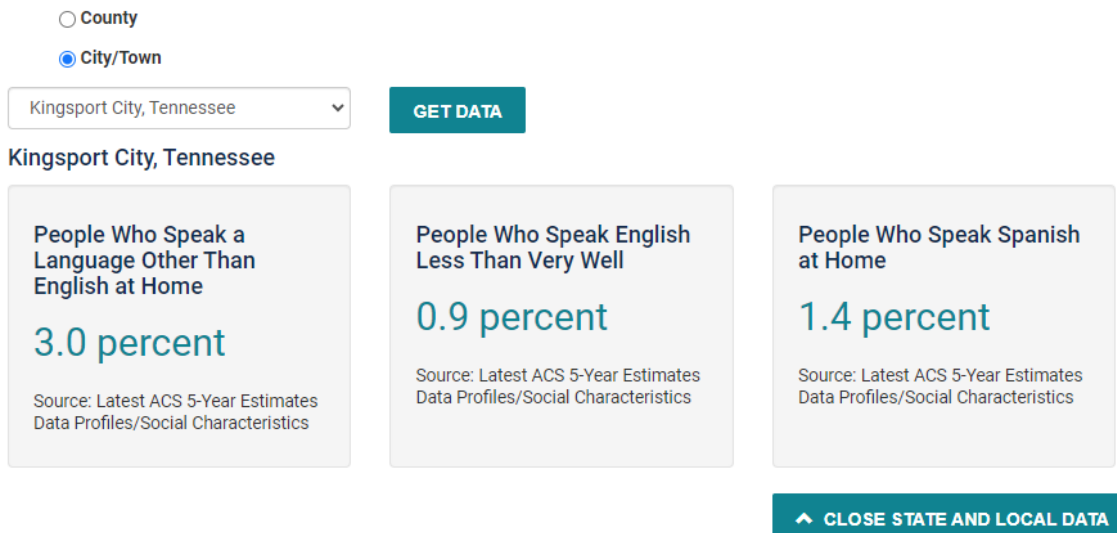 County
City/Town
Kingsport City, Tennessee
GET DATA
Kingsport City, Tennessee
People Who Speak a
Language Other Than
English at Home
3.0 percent
Source: Latest ACS 5-Year Estimates
Data Profiles/Social Characteristics
People Who Speak English
Less Than Very Well
0.9 percent
Source: Latest ACS 5-Year Estimates
Data Profiles/Social Characteristics
People Who Speak Spanish
at Home
1.4 percent
Source: Latest ACS 5-Year Estimates
Data Profiles/Social Characteristics
CLOSE STATE AND LOCAL DATA